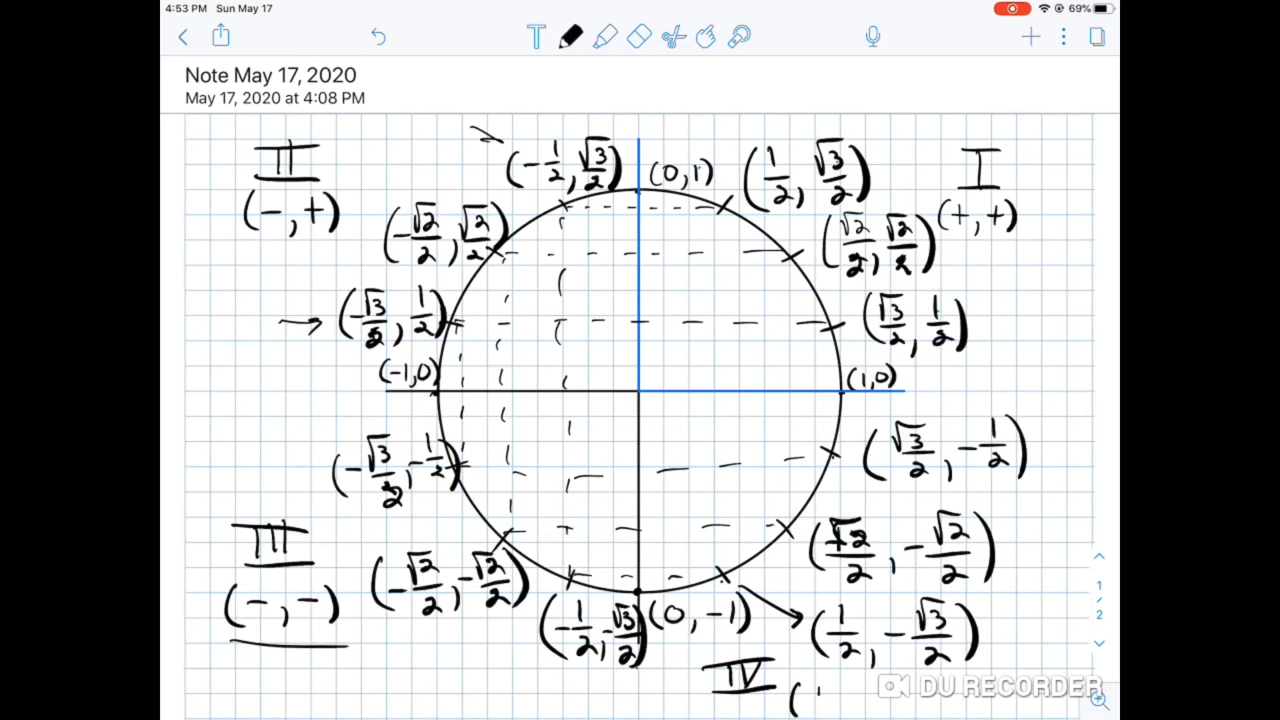 4:53 PM Sun May 17
69%
T
Note May 17, 2020
May 17, 2020 at 4:08 PM
II
(-, +)
(-1/2, √3/2)
(0, 1)
(1/2, √3/2)
I
(+, +)
(-√2/2, √2/2)
(√2/2, √2/2)
(-√3/2, 1/2)
(√3/2, 1/2)
(-1, 0)
(1, 0)
(-√3/2, -1/2)
(√3/2, -1/2)
III
(-, -)
(-√2/2, -√2/2)
(√2/2, -√2/2)
(-1/2, -√3/2)
(0, -1)
(1/2, -√3/2)
IV
(
1
2
DU RECORDER